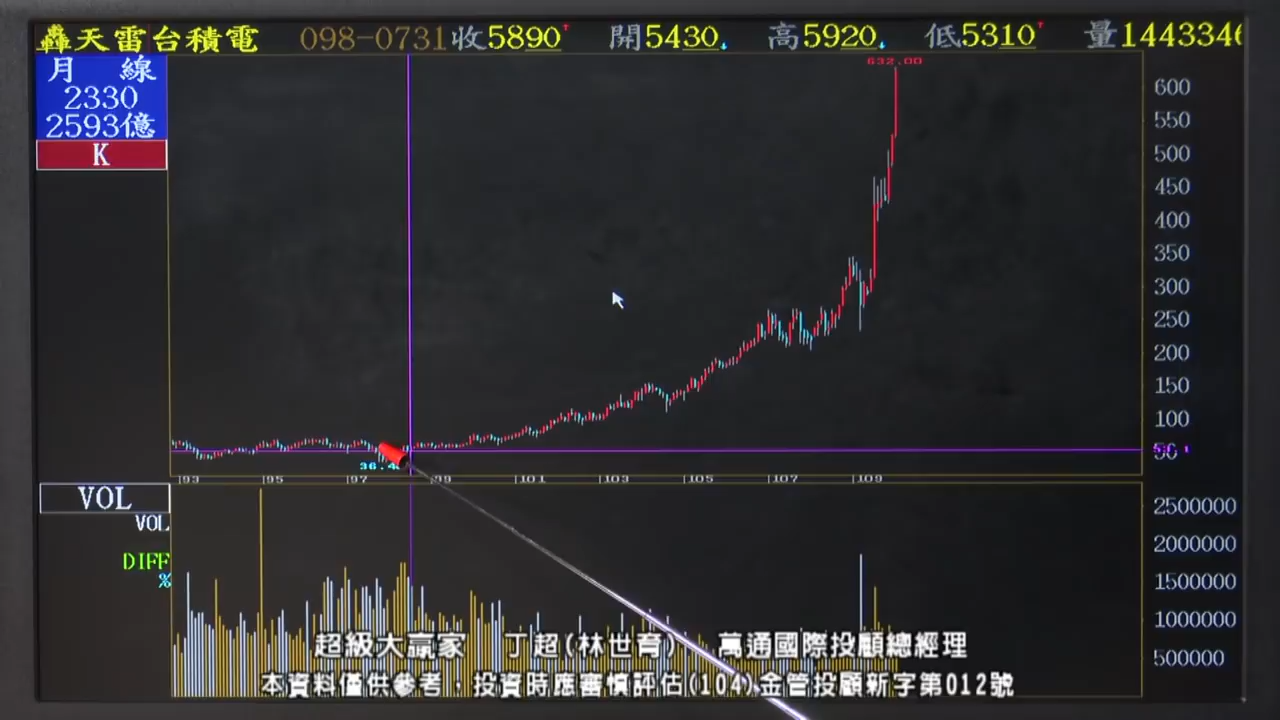 轟天雷台積電 098-0731 收5890↑ 開5430↓ 高5920↓ 低5310↑ 量1443346
月 線
2330
2593億
K
632.00
600
550
500
450
400
350
300
250
200
150
100
50
36.4
93 95 97 99 101 103 105 107 109
VOL
VOL
DIFF
%
2500000
2000000
1500000
1000000
500000
超級大贏家 丁超(林世育) 萬通國際投顧總經理
本資料僅供參考，投資時應審慎評估(104)金管投顧新字第012號